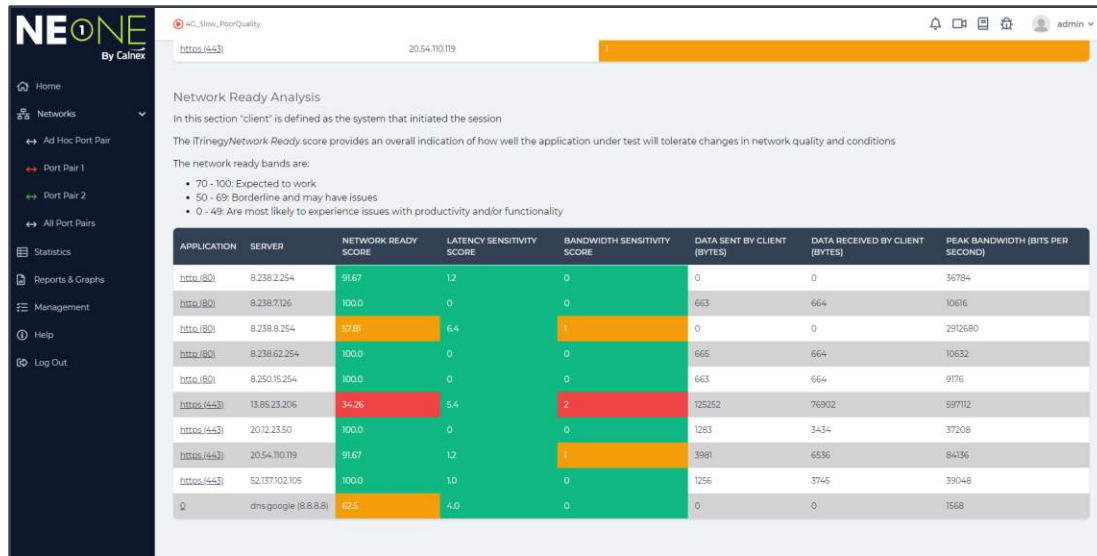 NEONE
1
By Calnex
4G_Slow_PoorQuality
admin
Home
Networks
Ad Hoc Port Pair
Port Pair 1
Port Pair 2
All Port Pairs
Statistics
Reports & Graphs
Management
Help
Log Out
https (443) 20.54.110.119 1
Network Ready Analysis
In this section "client" is defined as the system that initiated the session
The iTrinegyNetwork Ready score provides an overall indication of how well the application under test will tolerate changes in network quality and conditions
The network ready bands are:
• 70 - 100: Expected to work
• 50 - 69: Borderline and may have issues
• 0 - 49: Are most likely to experience issues with productivity and/or functionality
APPLICATION SERVER NETWORK READY SCORE LATENCY SENSITIVITY SCORE BANDWIDTH SENSITIVITY SCORE DATA SENT BY CLIENT (BYTES) DATA RECEIVED BY CLIENT (BYTES) PEAK BANDWIDTH (BITS PER SECOND)
http (80) 8.238.2.254 91.67 1.2 0 0 0 36784
http (80) 8.238.7.126 100.0 0 0 663 664 10616
http (80) 8.238.8.254 57.81 6.4 1 0 0 2912680
http (80) 8.238.62.254 100.0 0 0 665 664 10632
http (80) 8.250.15.254 100.0 0 0 663 664 9176
https (443) 13.85.23.206 34.26 5.4 2 125252 76902 597112
https (443) 20.12.23.50 100.0 0 0 1283 3434 37208
https (443) 20.54.110.119 91.67 1.2 1 3981 6536 84136
https (443) 52.137.102.105 100.0 1.0 0 1256 3745 39048
0 dns.google (8.8.8.8) 62.5 4.0 0 0 0 1568